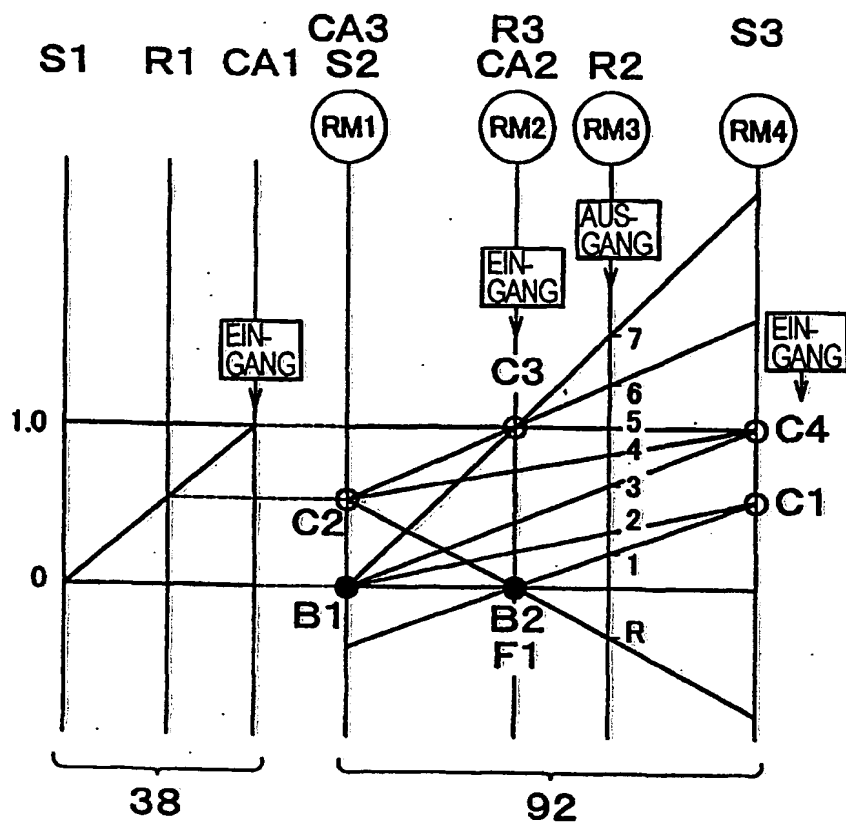 CA3 R3 S3
S1 R1 CA1 S2 CA2 R2
RM1 RM2 RM3 RM4
AUS-
GANG
EIN-
GANG
EIN-
GANG
EIN-
GANG
7
C3
6
1.0
5
C4
4
3
C2
C1
2
0
1
B1
B2
R
F1
38
92